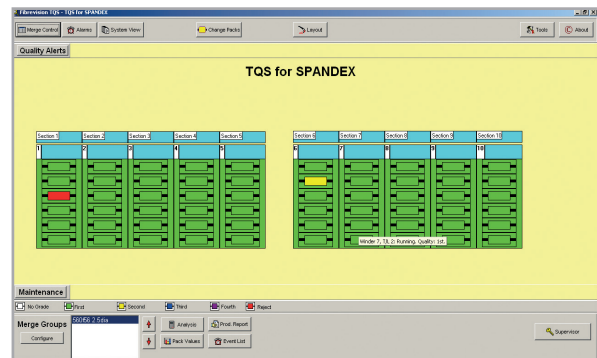 Fibrevision TQS - TQS for SPANDEX
Merge Control Alarms System View Change Packs Layout Tools About
Quality Alerts
TQS for SPANDEX
Section 1 Section 2 Section 3 Section 4 Section 5 Section 6 Section 7 Section 8 Section 9 Section 10
1 2 3 4 5 6 7 8 9 10
Winder 7, T/L 2: Running. Quality: 1st.
Maintenance
No Grade First Second Third Fourth Reject
Merge Groups 560f56 2.5dia Analysis Prod. Report
Configure Pack Values Event List Supervisor